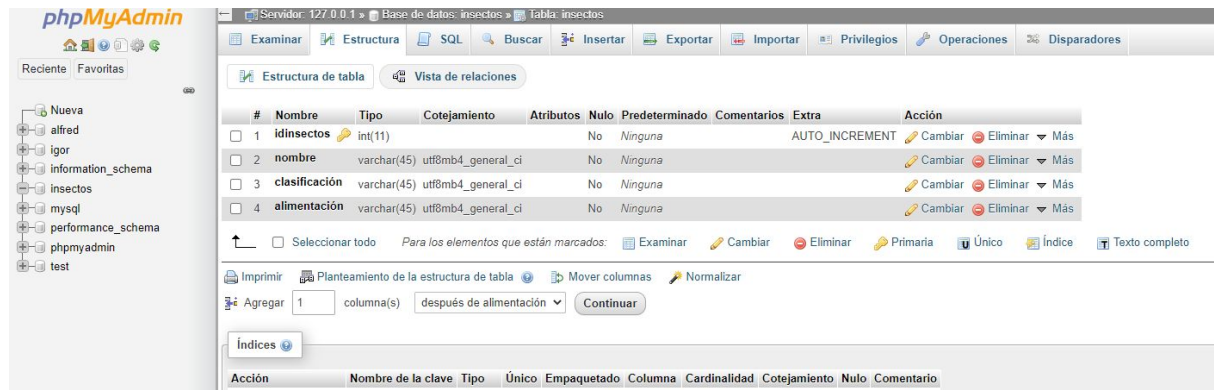 phpMyAdmin
Reciente Favoritas
Nueva
alfred
igor
information_schema
insectos
mysql
performance_schema
phpmyadmin
test
Servidor: 127.0.0.1 » Base de datos: insectos » Tabla: insectos
Examinar Estructura SQL Buscar Insertar Exportar Importar Privilegios Operaciones Disparadores
Estructura de tabla Vista de relaciones
# Nombre Tipo Cotejamiento Atributos Nulo Predeterminado Comentarios Extra Acción
1 idinsectos int(11) No Ninguna AUTO_INCREMENT Cambiar Eliminar Más
2 nombre varchar(45) utf8mb4_general_ci No Ninguna Cambiar Eliminar Más
3 clasificación varchar(45) utf8mb4_general_ci No Ninguna Cambiar Eliminar Más
4 alimentación varchar(45) utf8mb4_general_ci No Ninguna Cambiar Eliminar Más
Seleccionar todo Para los elementos que están marcados: Examinar Cambiar Eliminar Primaria Único Índice Texto completo
Imprimir Planteamiento de la estructura de tabla Mover columnas Normalizar
Agregar 1 columna(s) después de alimentación Continuar
Índices
Acción Nombre de la clave Tipo Único Empaquetado Columna Cardinalidad Cotejamiento Nulo Comentario